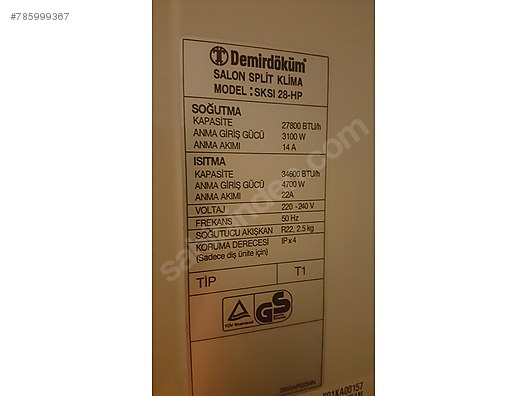 #785999367
Demirdöküm
SALON SPLİT KLİMA
MODEL : SKSI 28-HP
SOĞUTMA
KAPASİTE 27800 BTU/h
ANMA GİRİŞ GÜCÜ 3100 W
ANMA AKIMI 14 A
ISITMA
KAPASİTE 34600 BTU/h
ANMA GİRİŞ GÜCÜ 4700 W
ANMA AKIMI 22A
VOLTAJ 220 -240 V
FREKANS 50 Hz
SOĞUTUCU AKIŞKAN R22, 2.5 kg
KORUMA DERECESİ IPx4
(Sadece dış ünite için)
TİP T1
TÜV Rheinland
GS